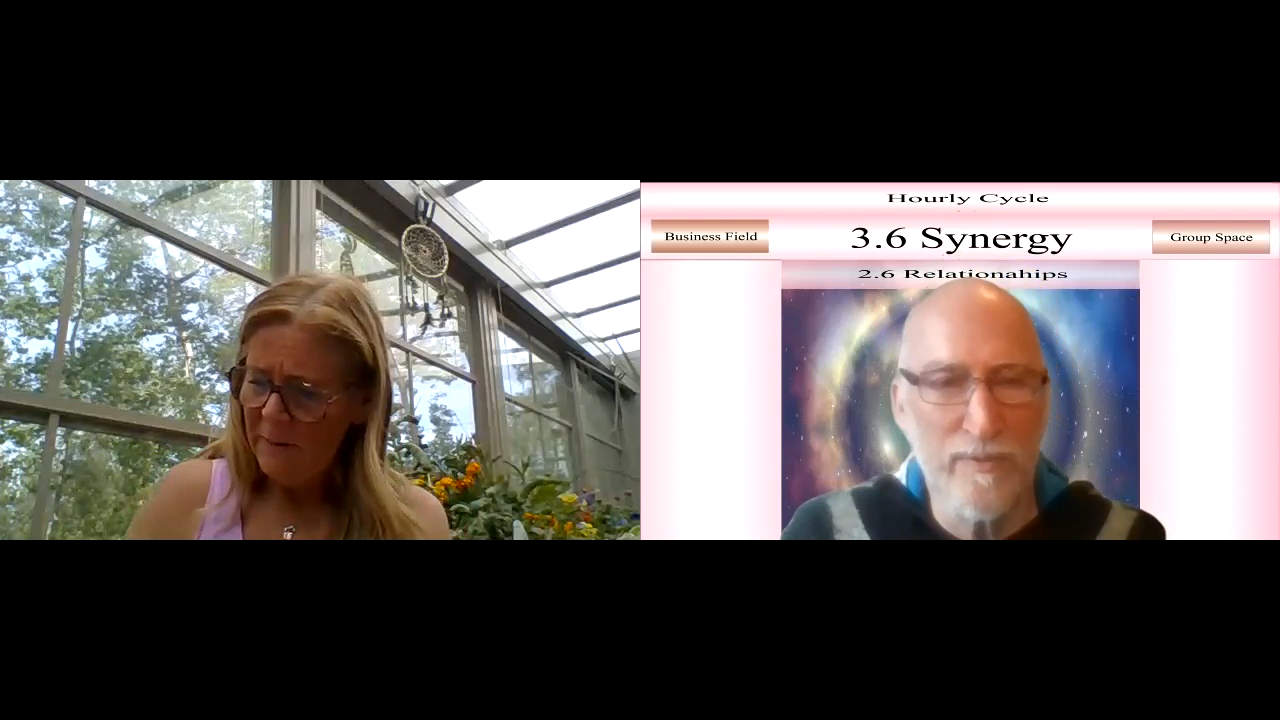 Hourly Cycle
Business Field
3.6 Synergy
Group Space
2.6 Relationahips